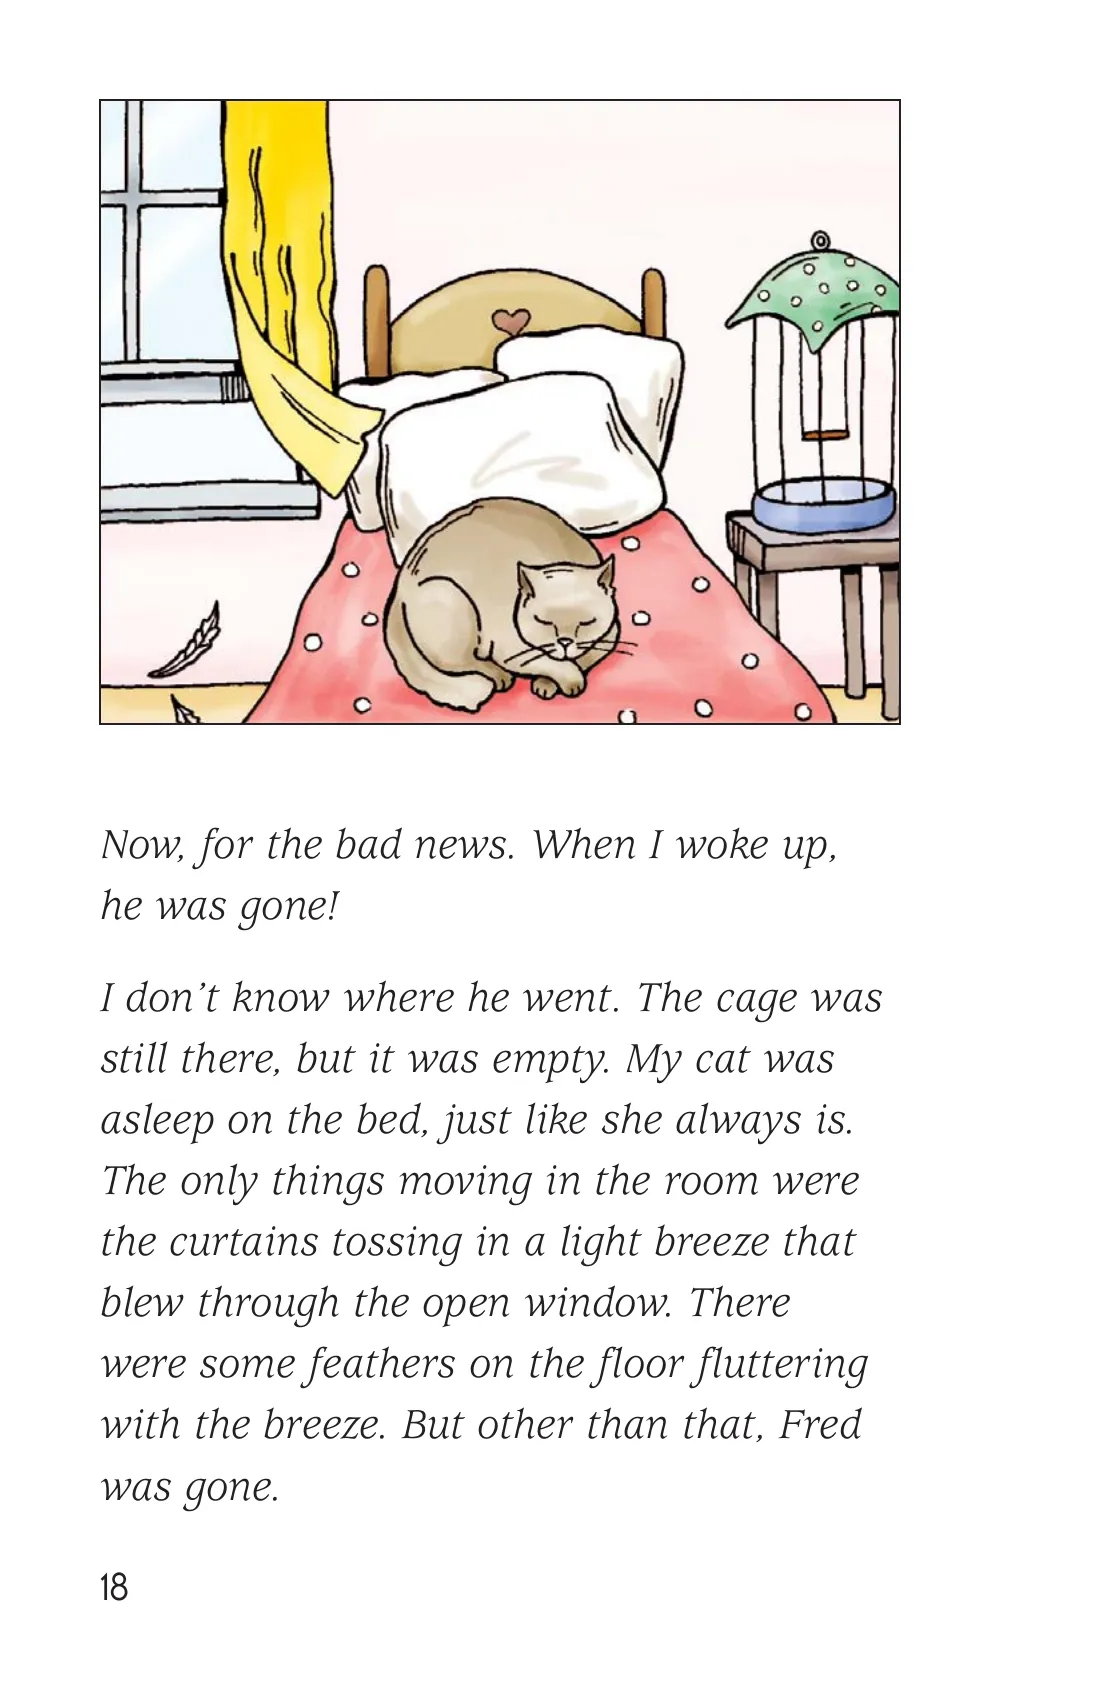 Now, for the bad news. When I woke up,
he was gone!
I don’t know where he went. The cage was
still there, but it was empty. My cat was
asleep on the bed, just like she always is.
The only things moving in the room were
the curtains tossing in a light breeze that
blew through the open window. There
were some feathers on the floor fluttering
with the breeze. But other than that, Fred
was gone.
18